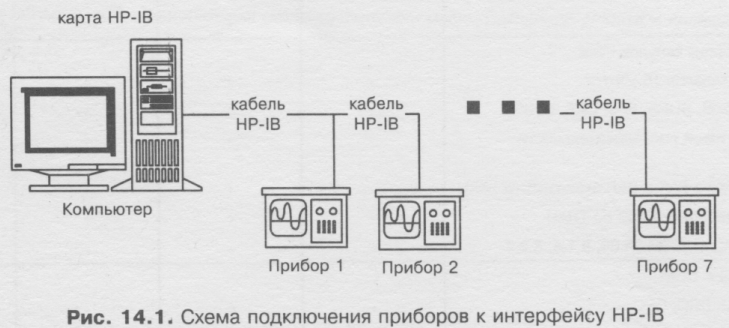 карта HP-IB
кабель
HP-IB
кабель
HP-IB
кабель
HP-IB
Компьютер
Прибор 1
Прибор 2
Прибор 7
Рис. 14.1. Схема подключения приборов к интерфейсу HP-IB